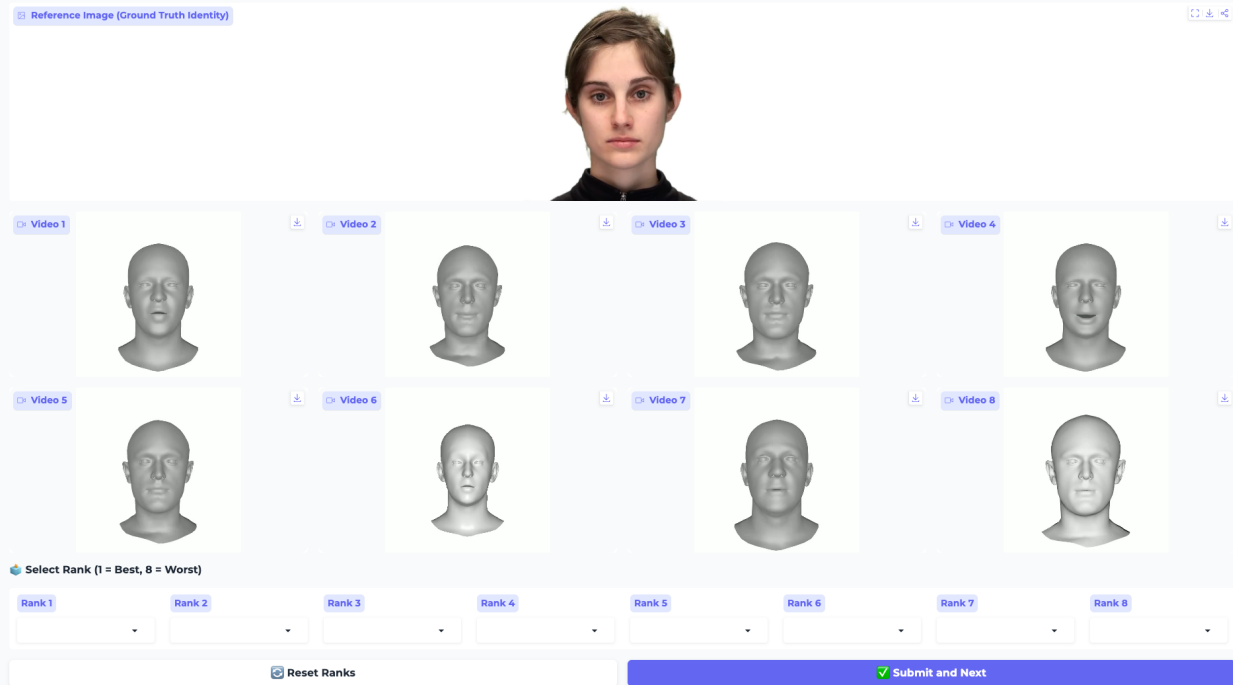 Reference Image (Ground Truth Identity)
Video 1
Video 2
Video 3
Video 4
Video 5
Video 6
Video 7
Video 8
Select Rank (1 = Best, 8 = Worst)
Rank 1
Rank 2
Rank 3
Rank 4
Rank 5
Rank 6
Rank 7
Rank 8
Reset Ranks
Submit and Next